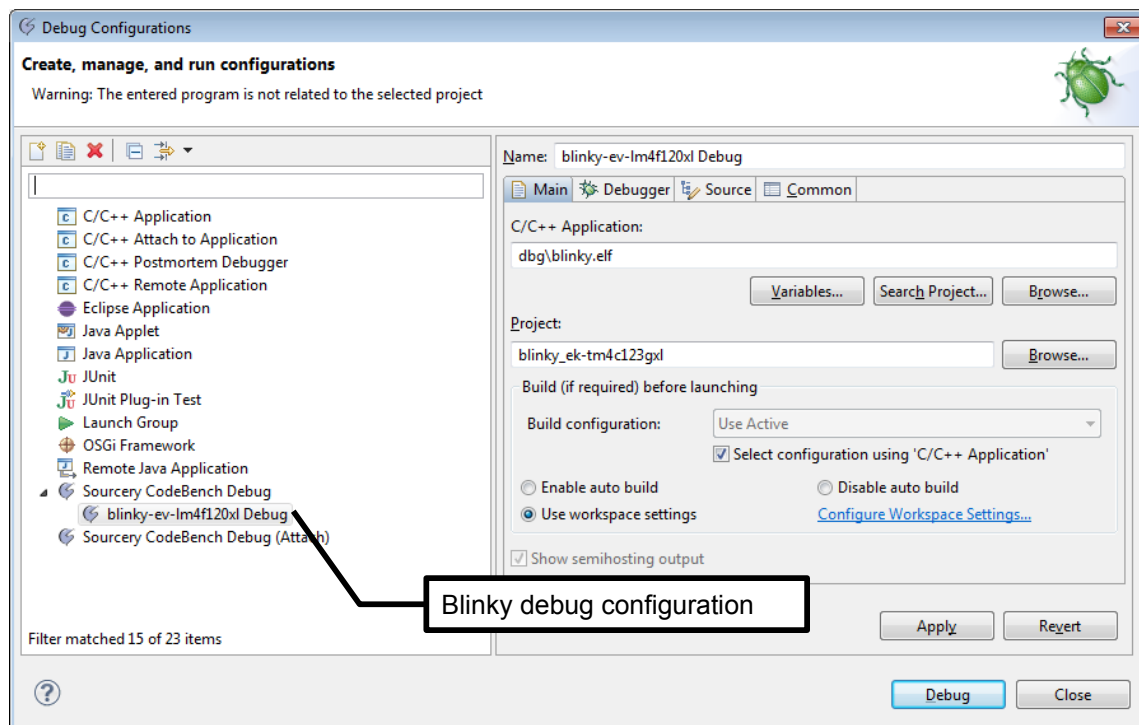 Debug Configurations
Create, manage, and run configurations
Warning: The entered program is not related to the selected project
C/C++ Application
C/C++ Attach to Application
C/C++ Postmortem Debugger
C/C++ Remote Application
Eclipse Application
Java Applet
Java Application
JUnit
JUnit Plug-in Test
Launch Group
OSGi Framework
Remote Java Application
Sourcery CodeBench Debug
blinky-ev-lm4f120xl Debug
Sourcery CodeBench Debug (Attach)
Filter matched 15 of 23 items
Name: blinky-ev-lm4f120xl Debug
Main Debugger Source Common
C/C++ Application:
dbg\blinky.elf
Variables... Search Project... Browse...
Project:
blinky_ek-tm4c123gxl Browse...
Build (if required) before launching
Build configuration: Use Active
Select configuration using 'C/C++ Application'
Enable auto build Disable auto build
Use workspace settings Configure Workspace Settings...
Show semihosting output
Blinky debug configuration
Apply Revert
Debug Close